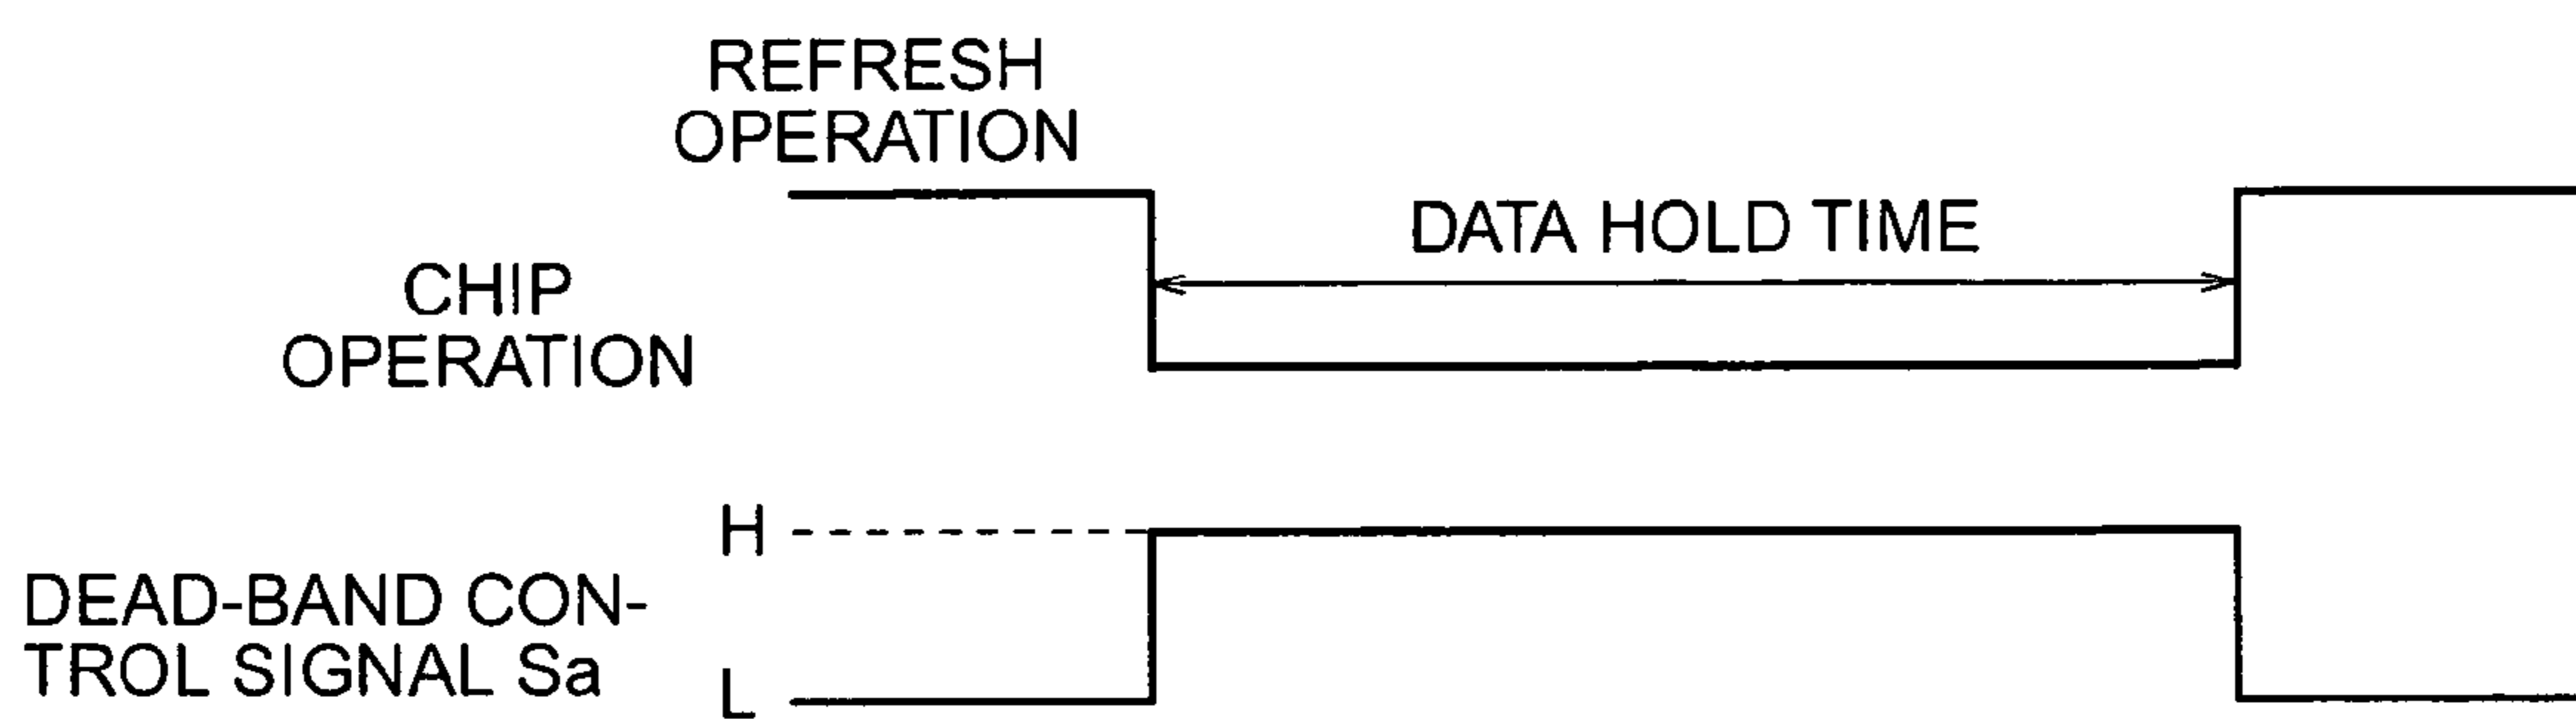 REFRESH
OPERATION
DATA HOLD TIME
CHIP
OPERATION
H
DEAD-BAND CON-
TROL SIGNAL Sa
L